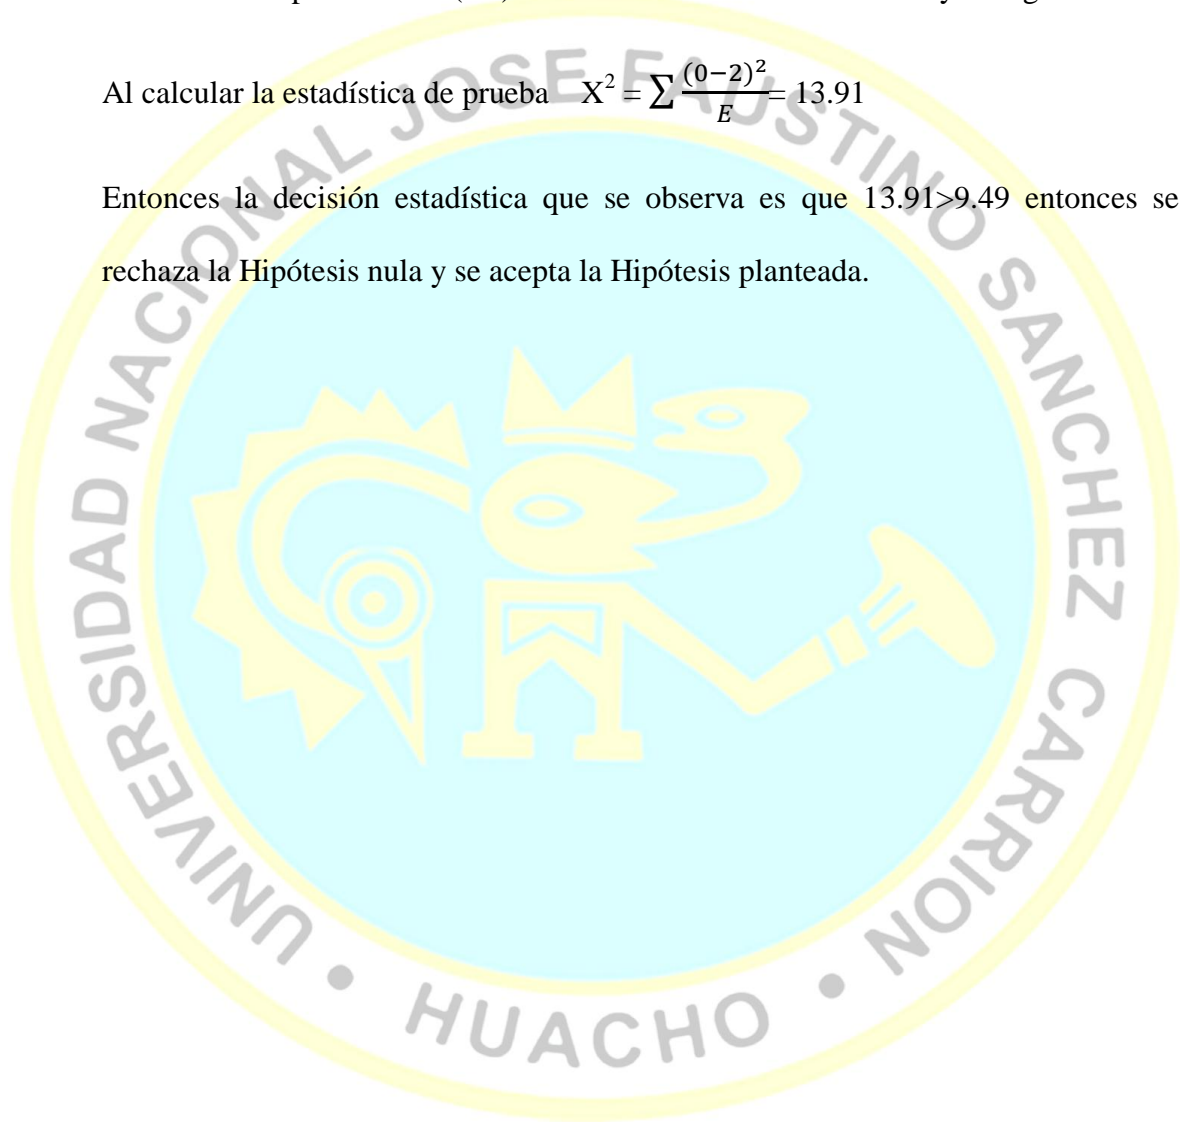 Al calcular la estadística de prueba X² = ∑ (0−2)²/E = 13.91
Entonces la decisión estadística que se observa es que 13.91>9.49 entonces se
rechaza la Hipótesis nula y se acepta la Hipótesis planteada.
UNIVERSIDAD NACIONAL JOSE FAUSTINO SANCHEZ CARRION
• HUACHO •